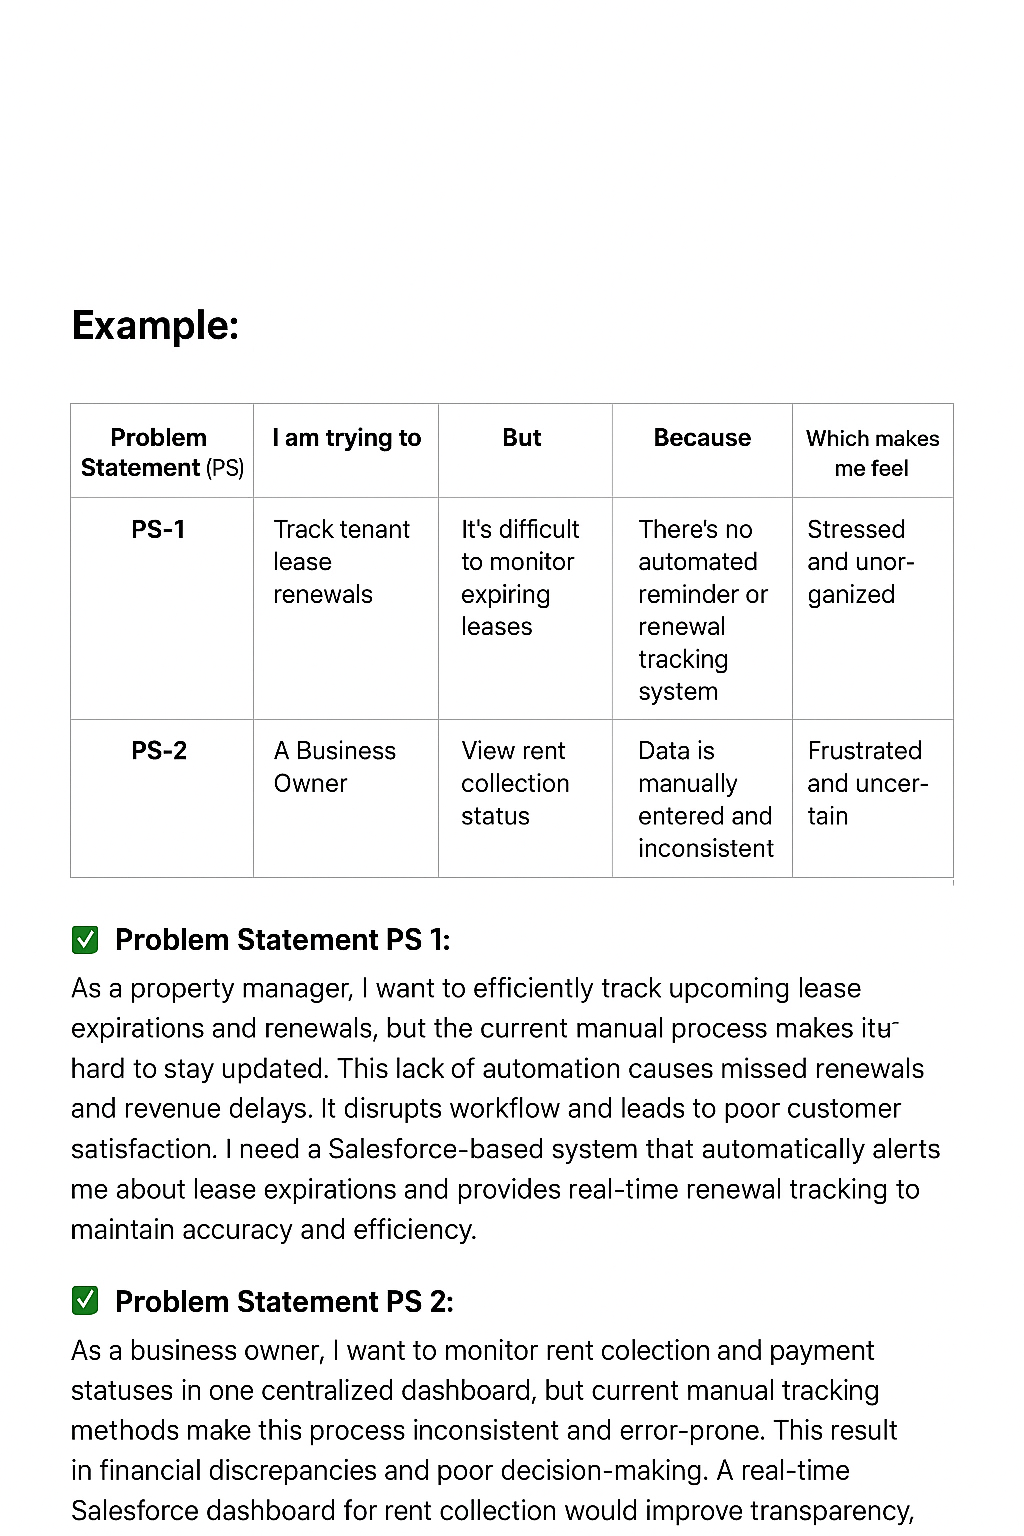 Example:
Problem Statement (PS)
I am trying to
But
Because
Which makes me feel
PS-1
Track tenant
lease
renewals
It's difficult
to monitor
expiring
leases
There's no
automated
reminder or
renewal
tracking
system
Stressed
and unor-
ganized
PS-2
A Business
Owner
View rent
collection
status
Data is
manually
entered and
inconsistent
Frustrated
and uncer-
tain
✅ Problem Statement PS 1:
As a property manager, I want to efficiently track upcoming lease
expirations and renewals, but the current manual process makes itu
hard to stay updated. This lack of automation causes missed renewals
and revenue delays. It disrupts workflow and leads to poor customer
satisfaction. I need a Salesforce-based system that automatically alerts
me about lease expirations and provides real-time renewal tracking to
maintain accuracy and efficiency.
✅ Problem Statement PS 2:
As a business owner, I want to monitor rent colection and payment
statuses in one centralized dashboard, but current manual tracking
methods make this process inconsistent and error-prone. This result
in financial discrepancies and poor decision-making. A real-time
Salesforce dashboard for rent collection would improve transparency,